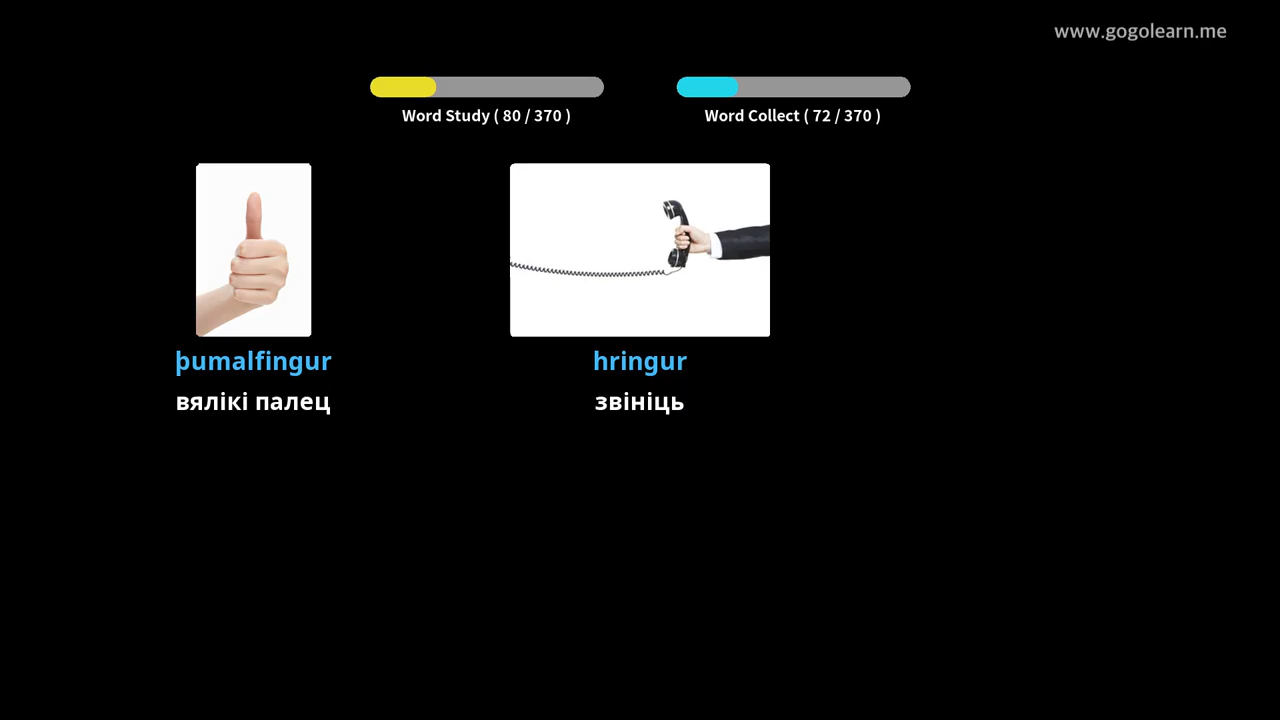 www.gogolearn.me
Word Study ( 80 / 370 )
Word Collect ( 72 / 370 )
þumalfingur
вялікі палец
hringur
звініць